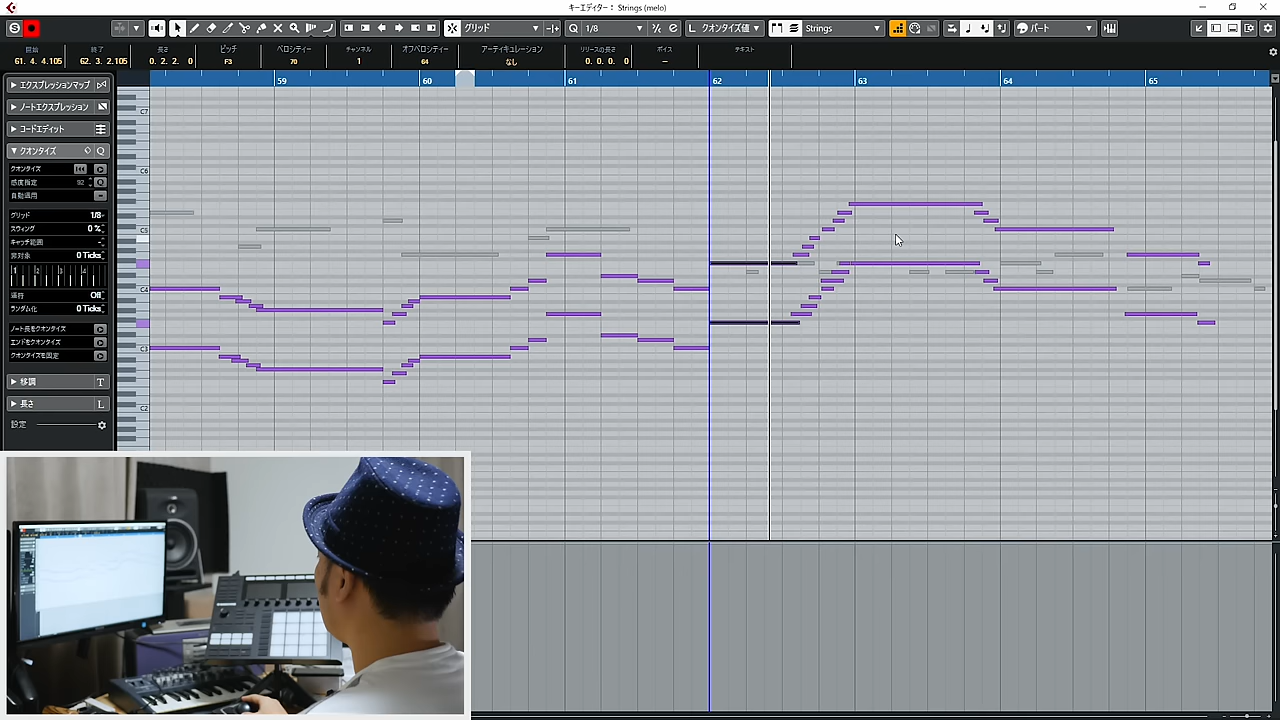 キーエディター： Strings (melo)
グリッド
Q 1/8
L クオンタイズ値
Strings
パート
開始 終了 長さ ピッチ ベロシティー チャンネル オフベロシティー アーティキュレーション リリースの長さ ボイス テキスト
61. 4. 4.105 62. 3. 2.105 0. 2. 2. 0 F3 70 1 64 なし 0. 0. 0. 0 –
59 60 61 62 63 64 65
エクスプレッションマップ
ノートエクスプレッション
コードエディット
クオンタイズ Q
クオンタイズ
感度指定 92 Q
自動適用
グリッド 1/8
スウィング 0 %
キャッチ範囲 -
非対象 0 Ticks
1 2 3 4
連符 Off
ランダム化 0 Ticks
ノート長をクオンタイズ
エンドをクオンタイズ
クオンタイズを固定
移調 T
長さ L
設定
C7
C6
C5
C4
C3
C2